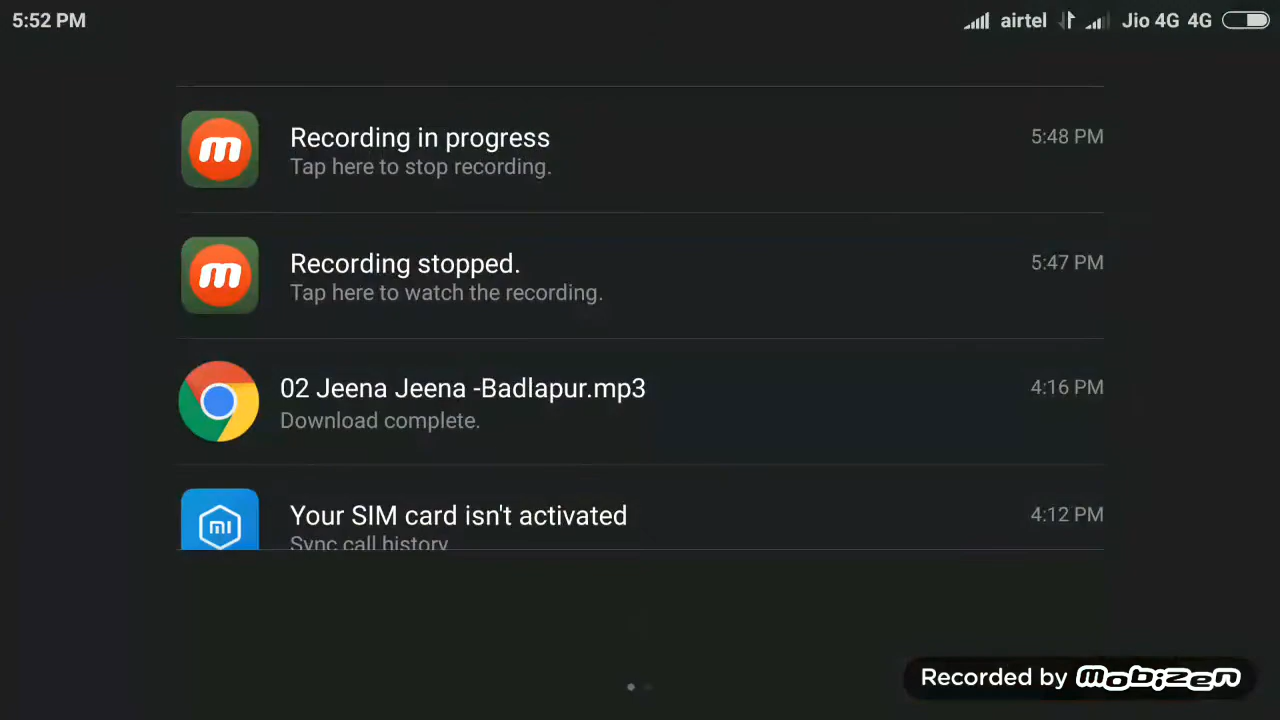 5:52 PM
airtel Jio 4G 4G
Recording in progress 5:48 PM
Tap here to stop recording.
Recording stopped. 5:47 PM
Tap here to watch the recording.
02 Jeena Jeena -Badlapur.mp3 4:16 PM
Download complete.
Your SIM card isn't activated 4:12 PM
Sync call history
Recorded by mobizen